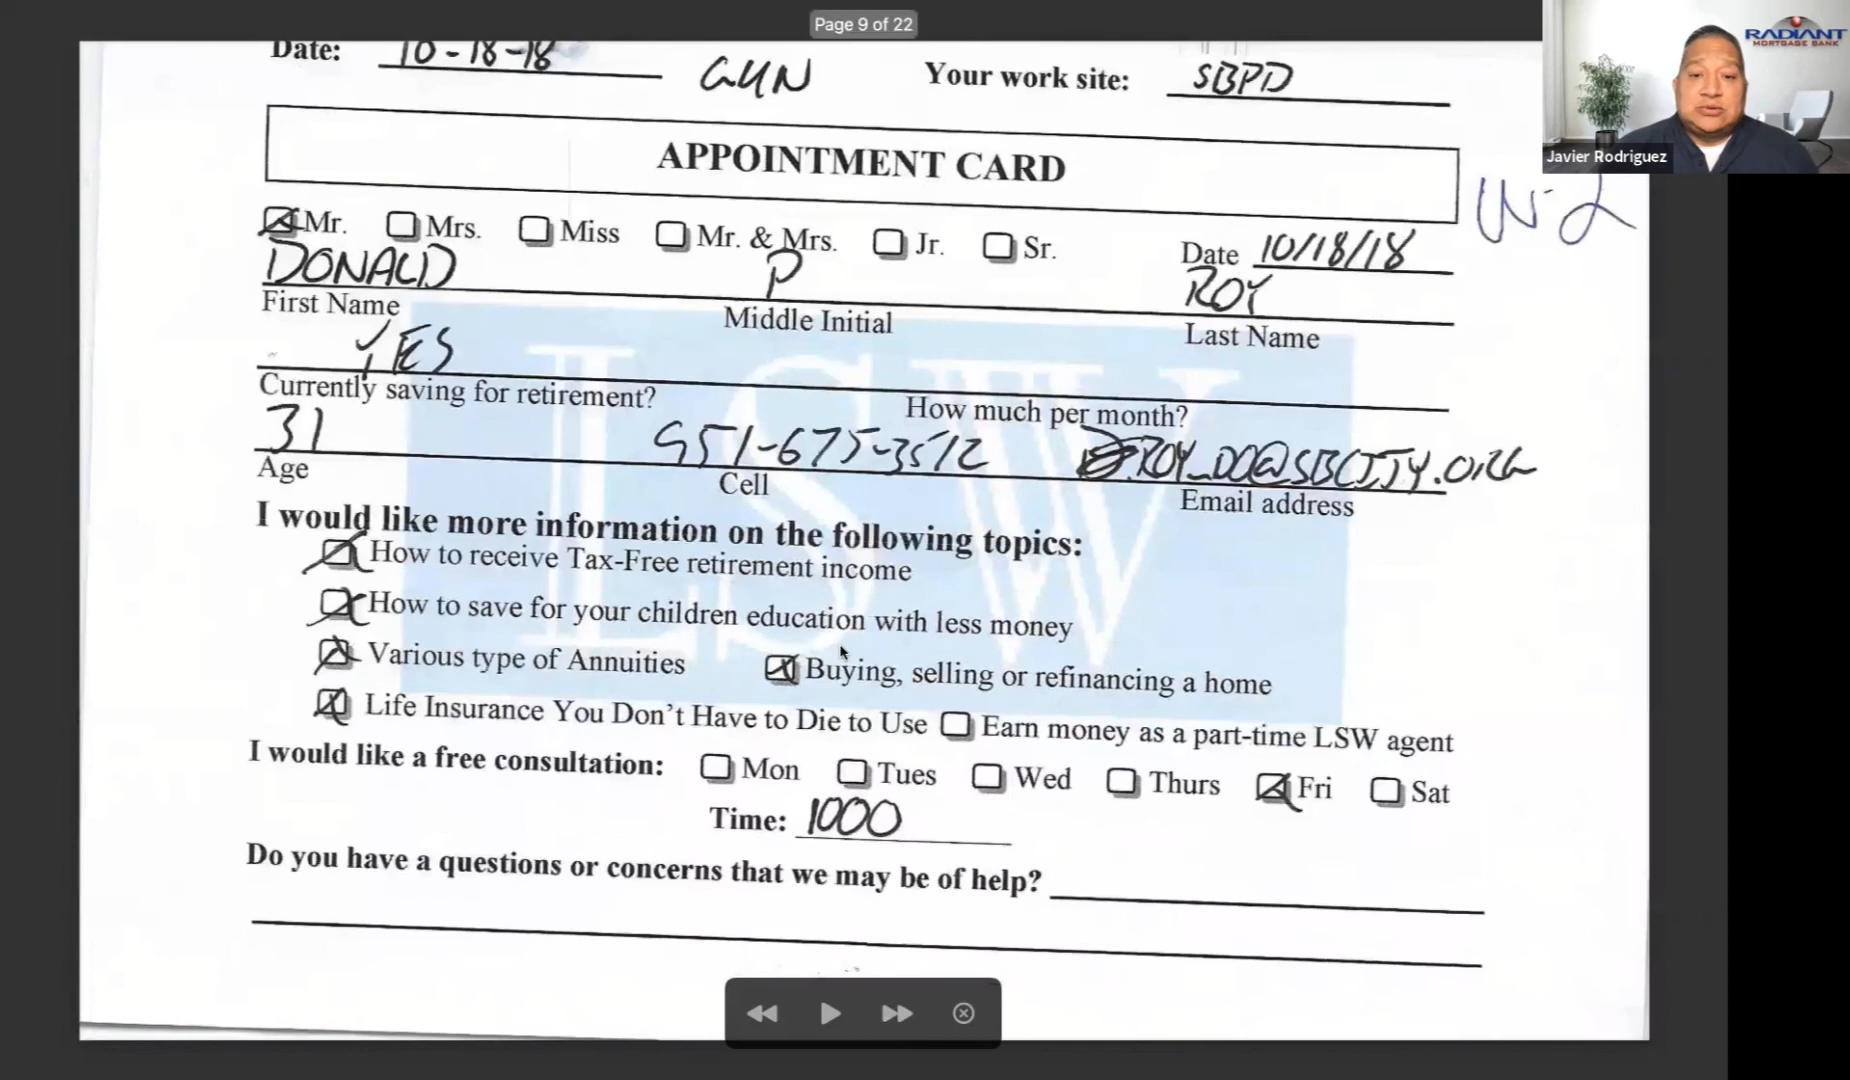 Page 9 of 22
RADIANT
MORTGAGE BANK
Javier Rodriguez
Date: 10-18-18
GUN
Your work site: SBPD
APPOINTMENT CARD
W-2
Mr. Mrs. Miss Mr. & Mrs. Jr. Sr. Date 10/18/18
DONALD P ROY
First Name Middle Initial Last Name
YES
Currently saving for retirement? How much per month?
31 951-675-3512 ROY_DO@SBCITY.ORG
Age Cell Email address
I would like more information on the following topics:
How to receive Tax-Free retirement income
How to save for your children education with less money
Various type of Annuities Buying, selling or refinancing a home
Life Insurance You Don't Have to Die to Use Earn money as a part-time LSW agent
I would like a free consultation: Mon Tues Wed Thurs Fri Sat
Time: 1000
Do you have a questions or concerns that we may be of help?
LSW